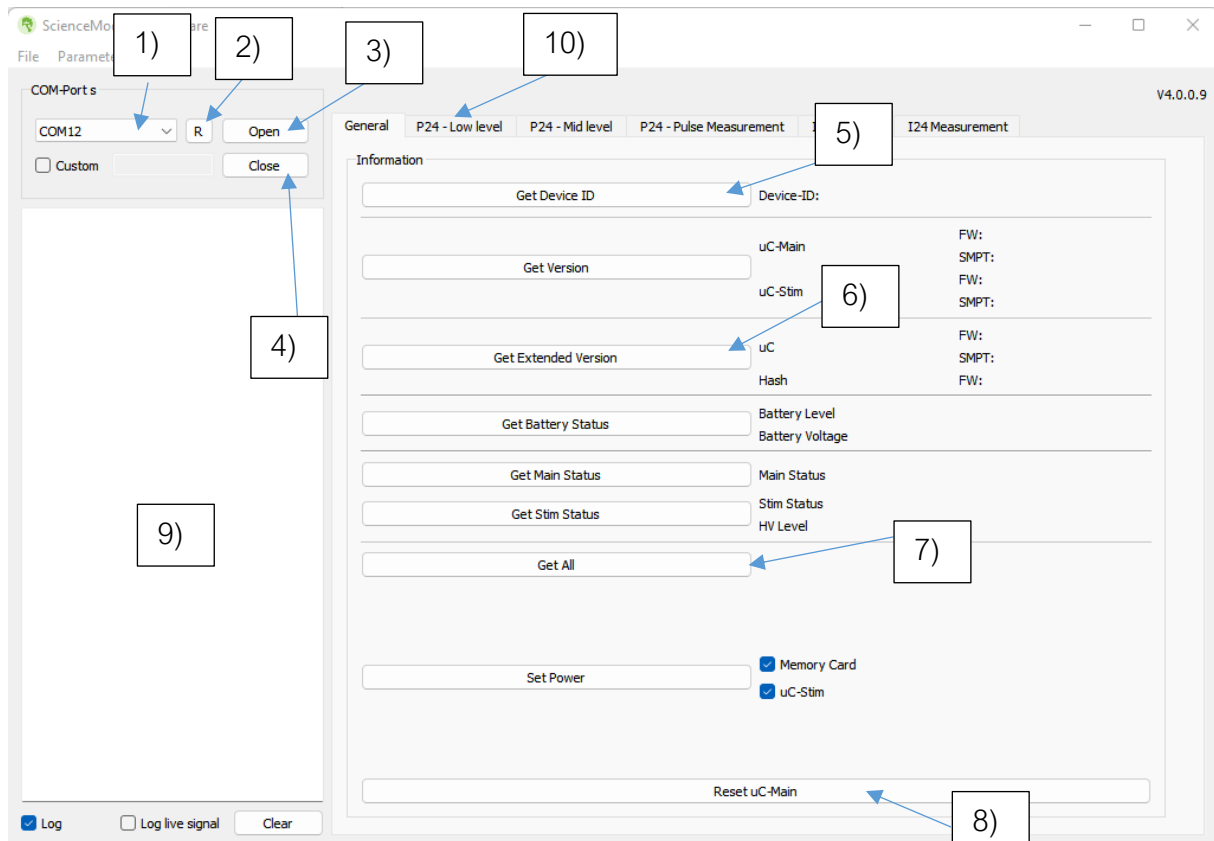 ScienceMo
are
1)
2)
3)
10)
File Paramet
COM-Port s
V4.0.0.9
COM12
R
Open
General
P24 - Low level
P24 - Mid level
P24 - Pulse Measurement
I24 Measurement
5)
Custom
Close
Information
Get Device ID
Device-ID:
Get Version
uC-Main
FW:
SMPT:
uC-Stim
FW:
SMPT:
6)
4)
Get Extended Version
uC
FW:
SMPT:
Hash
FW:
Get Battery Status
Battery Level
Battery Voltage
Get Main Status
Main Status
Get Stim Status
Stim Status
HV Level
9)
7)
Get All
Set Power
Memory Card
uC-Stim
Reset uC-Main
8)
Log
Log live signal
Clear